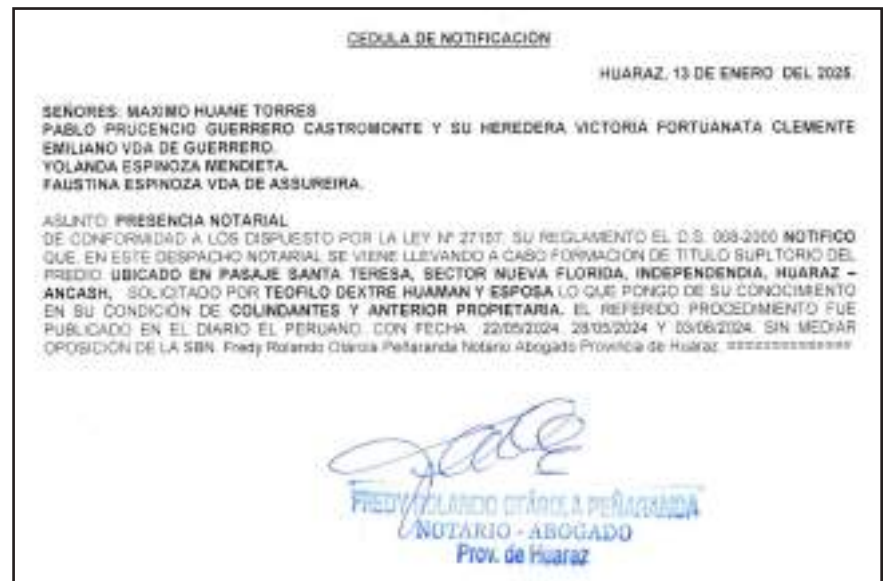 CEDULA DE NOTIFICACIÓN
HUARAZ, 13 DE ENERO DEL 2025.
SEÑORES: MAXIMO HUANE TORRES
PABLO PRUCENCIO GUERRERO CASTROMONTE Y SU HEREDERA VICTORIA FORTUANATA CLEMENTE
EMILIANO VDA DE GUERRERO.
YOLANDA ESPINOZA MENDIETA.
FAUSTINA ESPINOZA VDA DE ASSUREIRA.
ASUNTO: PRESENCIA NOTARIAL
DE CONFORMIDAD A LOS DISPUESTO POR LA LEY Nº 27157, SU REGLAMENTO EL D.S. 008-2000 NOTIFICO
QUE, EN ESTE DESPACHO NOTARIAL SE VIENE LLEVANDO A CABO FORMACION DE TITULO SUPLTORIO DEL
PREDIO UBICADO EN PASAJE SANTA TERESA, SECTOR NUEVA FLORIDA, INDEPENDENDIA, HUARAZ –
ANCASH, SOLICITADO POR TEOFILO DEXTRE HUAMAN Y ESPOSA LO QUE PONGO DE SU CONOCIMIENTO
EN SU CONDICIÓN DE COLINDANTES Y ANTERIOR PROPIETARIA. EL REFERIDO PROCEDIMIENTO FUE
PUBLICADO EN EL DIARIO EL PERUANO, CON FECHA 22/05/2024, 28/05/2024 Y 03/06/2024, SIN MEDIAR
OPOSICIÓN DE LA SBN. Fredy Rolando Otárola Peñaranda Notario Abogado Provincia de Huaraz. ==============
FREDY ROLANDO OTÁROLA PEÑARANDA
NOTARIO - ABOGADO
Prov. de Huaraz